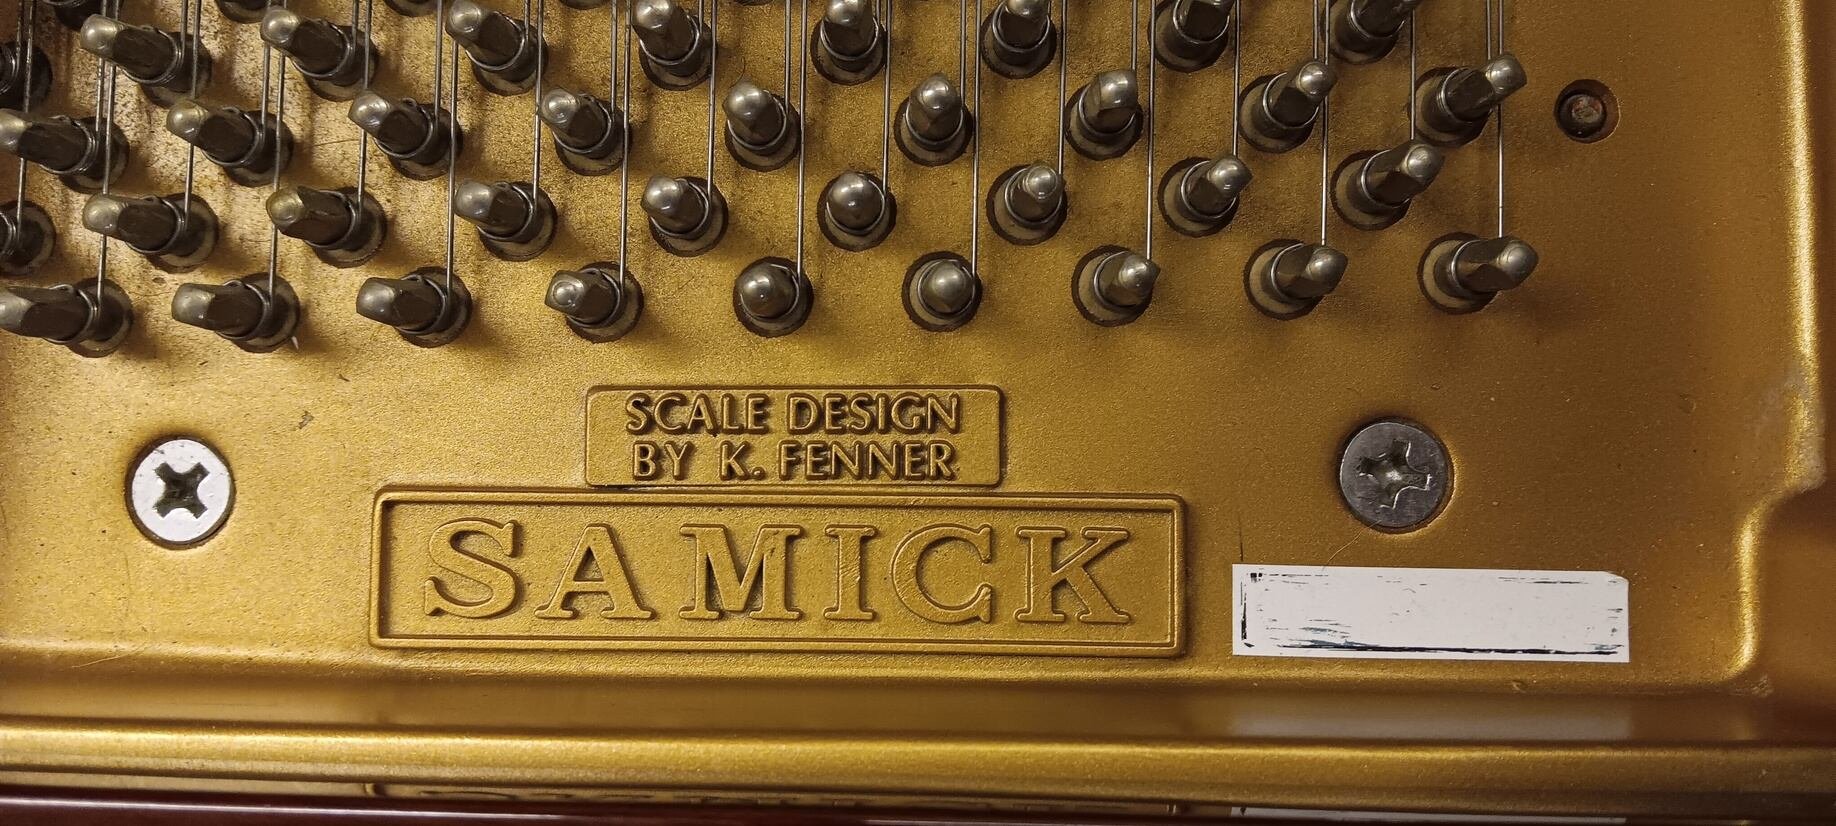 SCALE DESIGN
BY K. FENNER
SAMICK